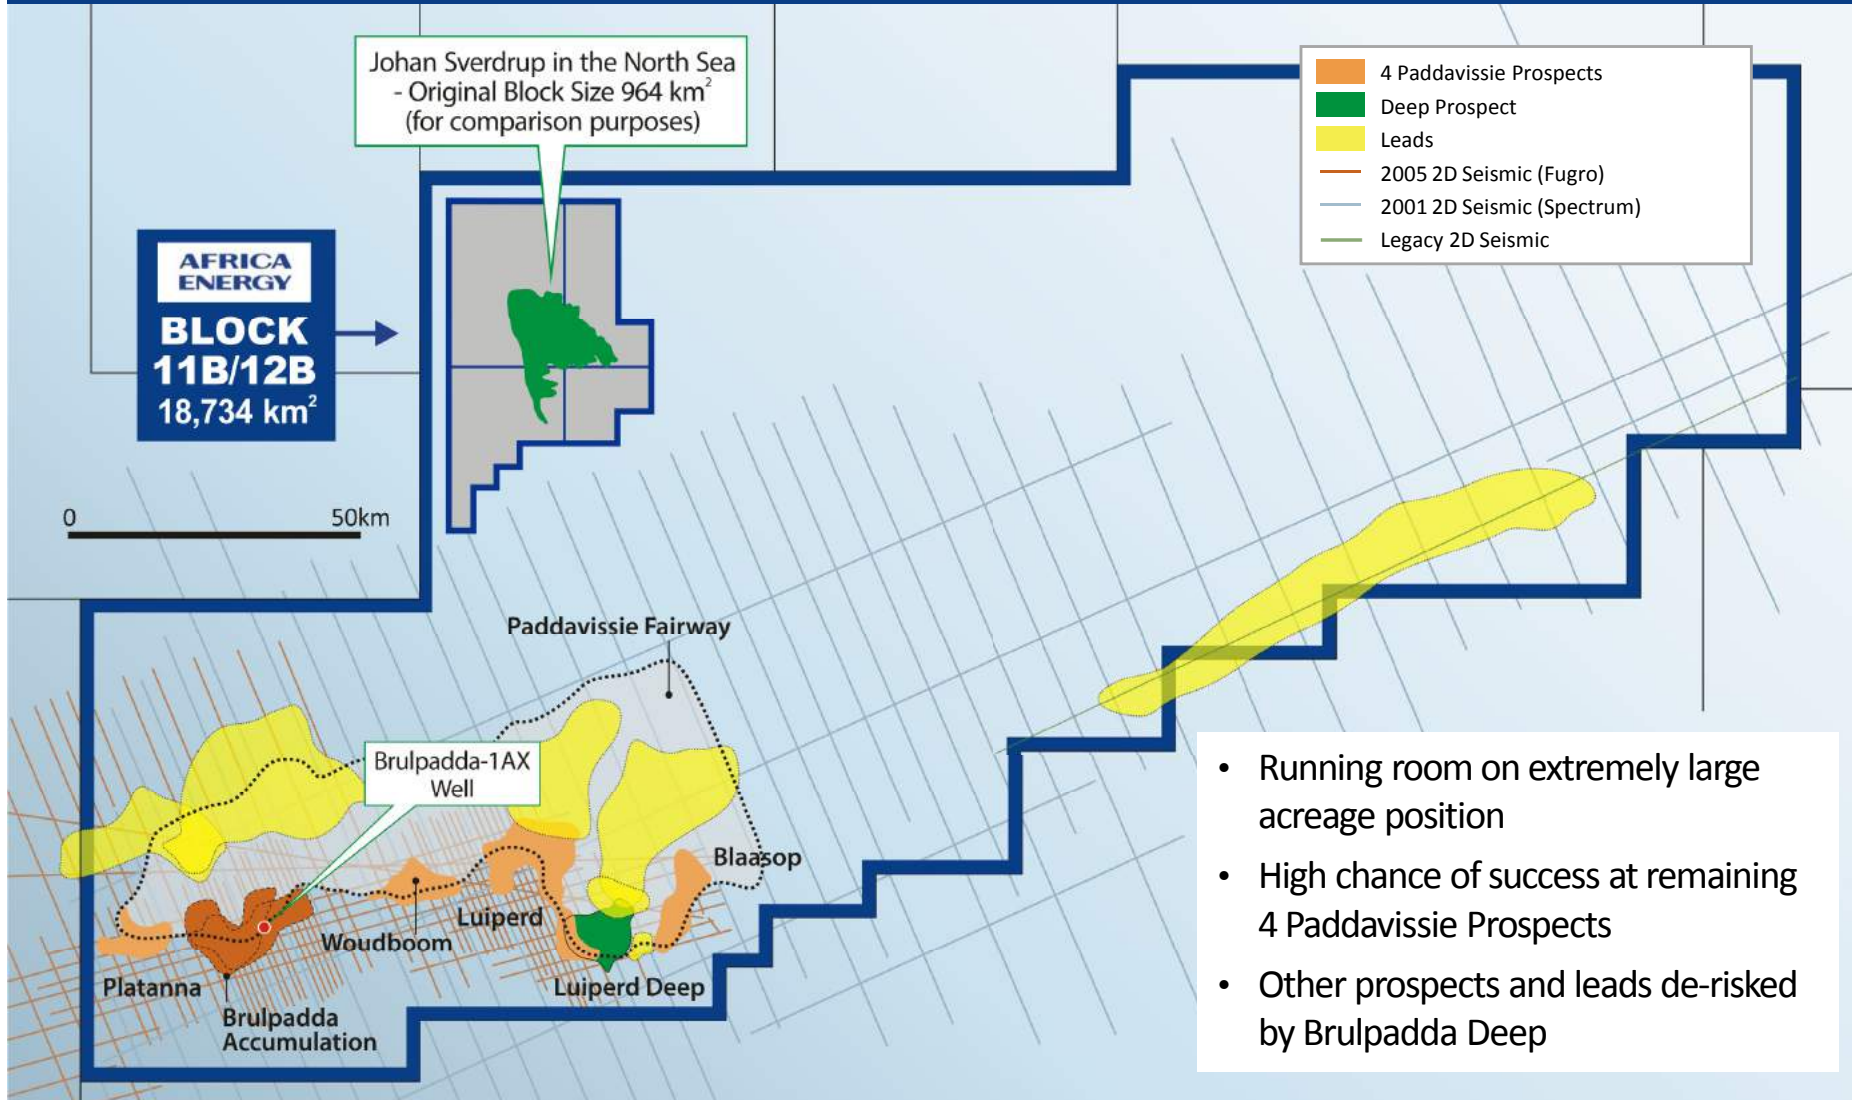 Johan Sverdrup in the North Sea
- Original Block Size 964 km²
(for comparison purposes)
4 Paddavissie Prospects
Deep Prospect
Leads
2005 2D Seismic (Fugro)
2001 2D Seismic (Spectrum)
Legacy 2D Seismic
AFRICA
ENERGY
BLOCK
11B/12B
18,734 km²
0 50km
Paddavissie Fairway
Brulpadda-1AX
Well
Blaasop
Luiperd
Woudboom
Platanna
Luiperd Deep
Brulpadda
Accumulation
• Running room on extremely large
acreage position
• High chance of success at remaining
4 Paddavissie Prospects
• Other prospects and leads de-risked
by Brulpadda Deep